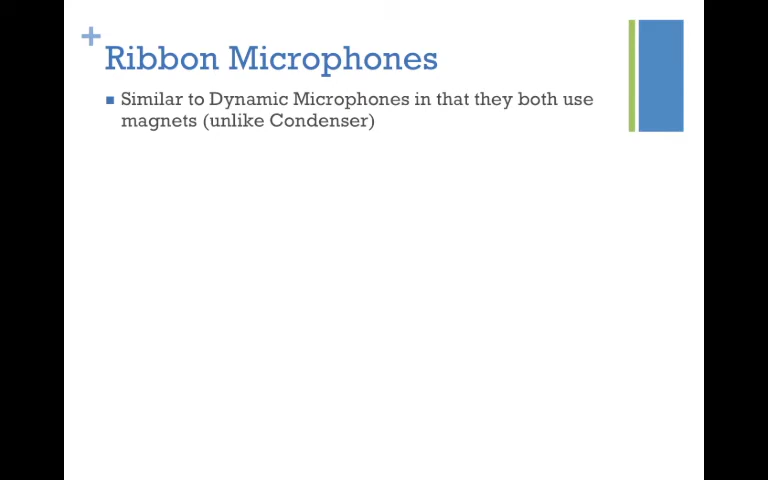 +
Ribbon Microphones
Similar to Dynamic Microphones in that they both use
magnets (unlike Condenser)